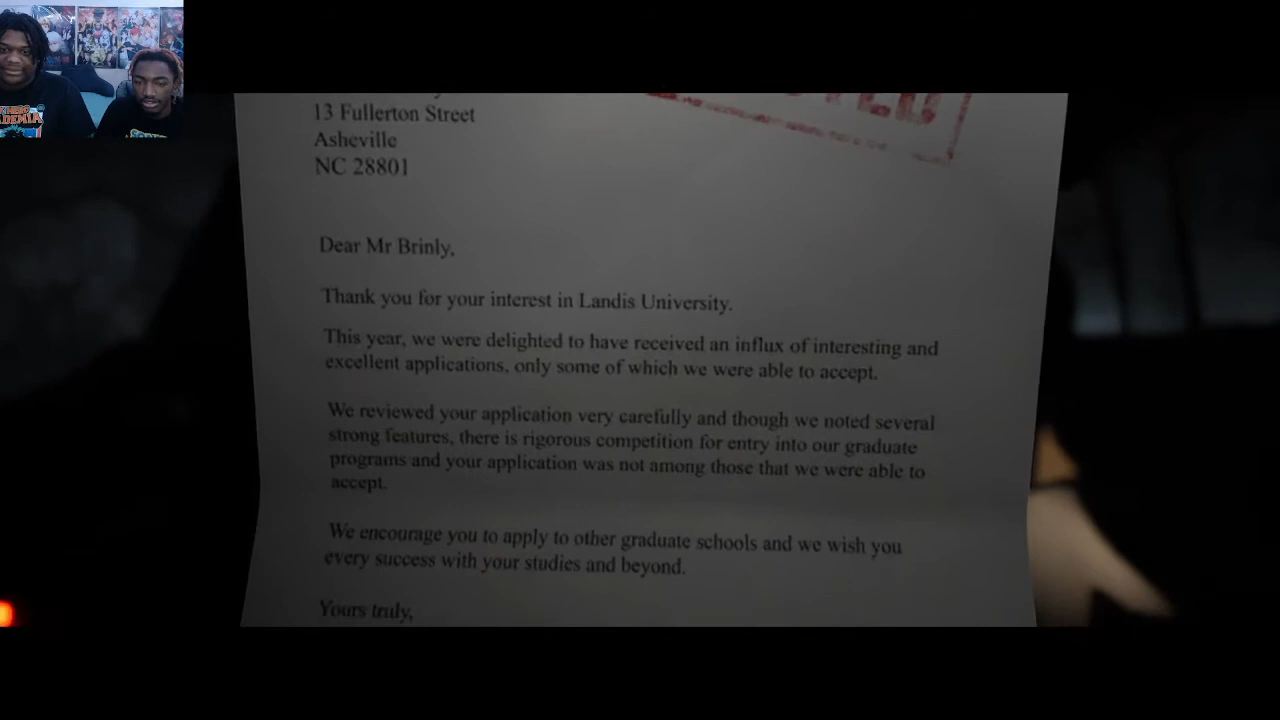 13 Fullerton Street
Asheville
NC 28801
Dear Mr Brinly,
Thank you for your interest in Landis University.
This year, we were delighted to have received an influx of interesting and
excellent applications, only some of which we were able to accept.
We reviewed your application very carefully and though we noted several
strong features, there is rigorous competition for entry into our graduate
programs and your application was not among those that we were able to
accept.
We encourage you to apply to other graduate schools and we wish you
every success with your studies and beyond.
Yours truly,